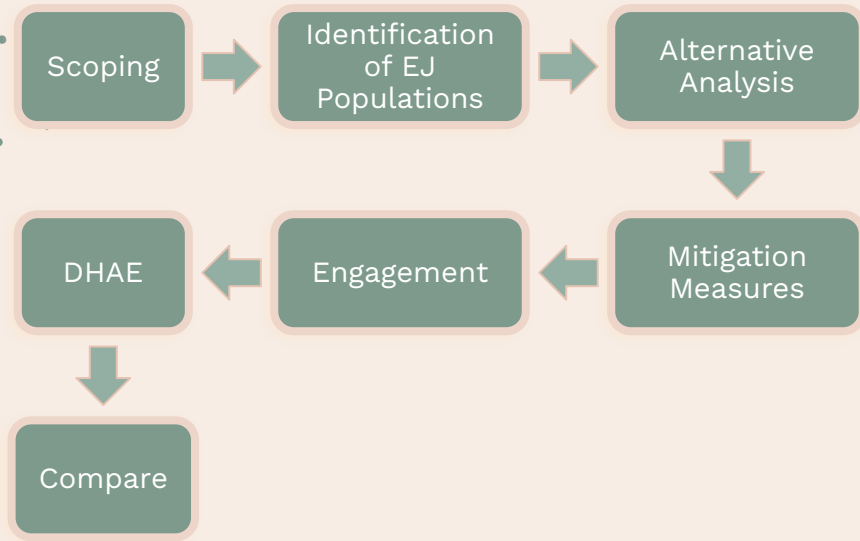 Scoping
Identification
of EJ
Populations
Alternative
Analysis
Mitigation
Measures
Engagement
DHAE
Compare